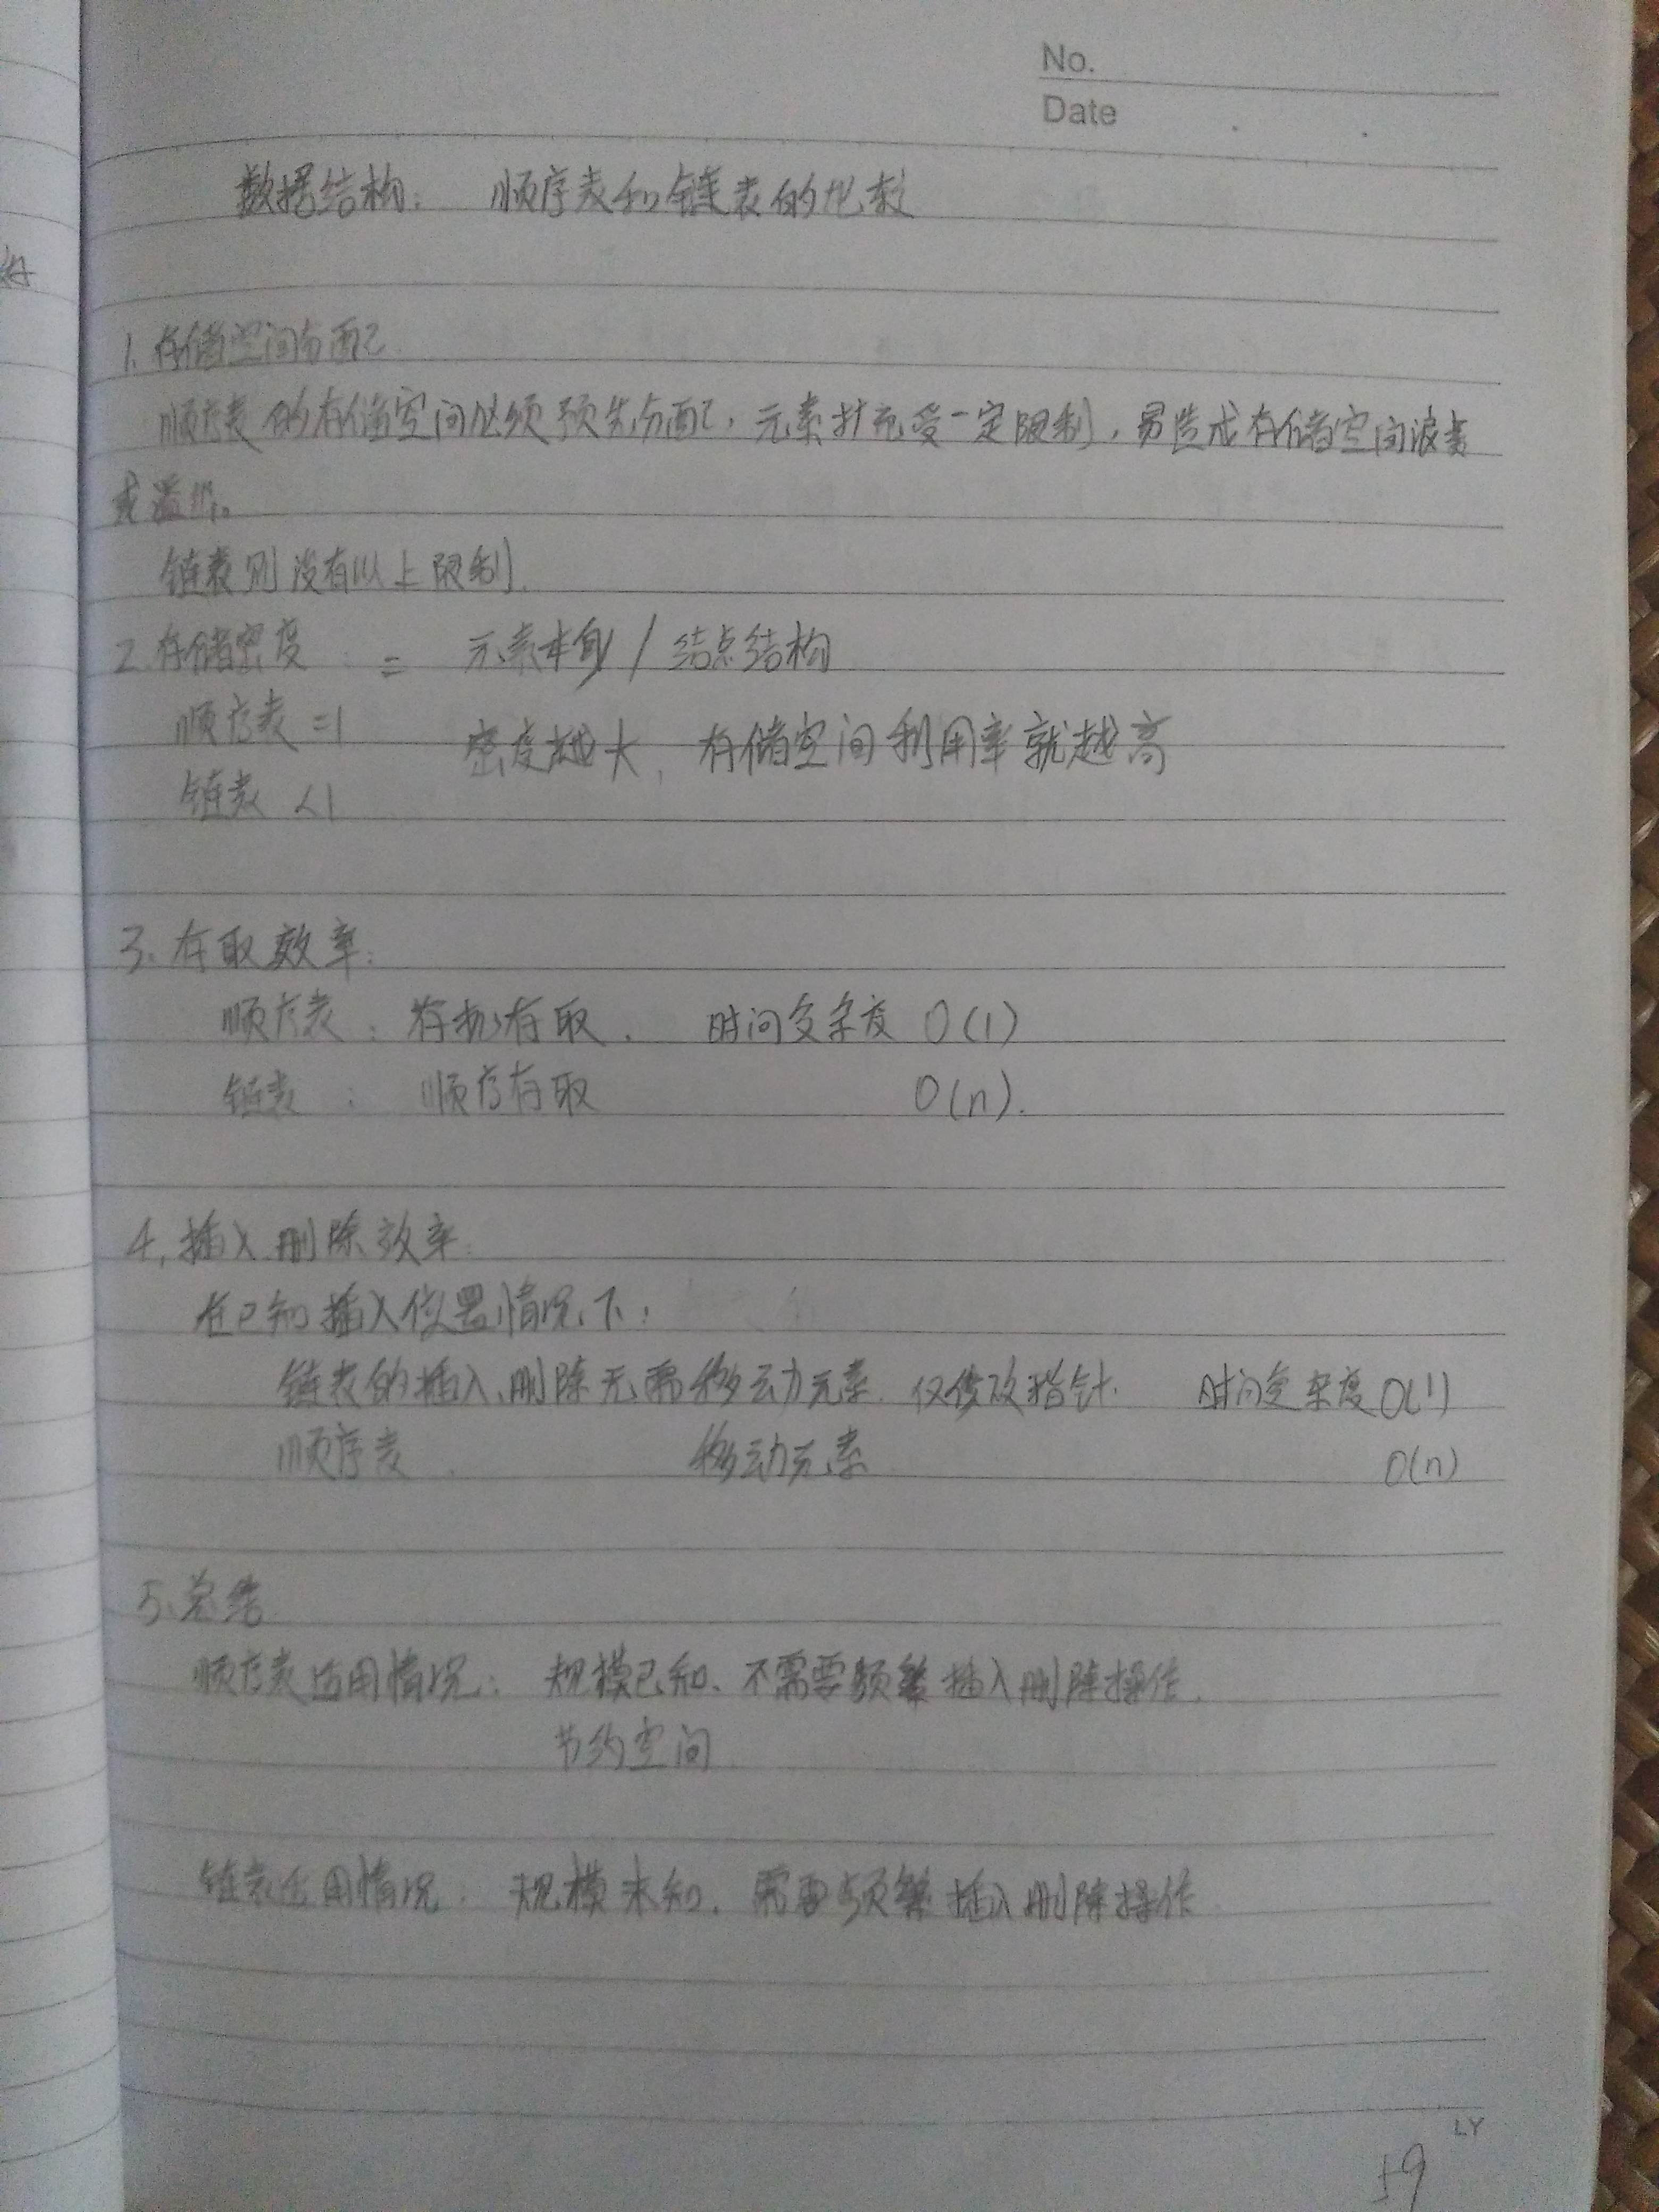 No.
Date
数据结构： 顺序表和链表的比较
1. 存储空间分配
顺序表的存储空间必须预先分配，元素扩充受一定限制，易造成存储空间浪费
或溢出。
链表则没有以上限制.
2. 存储密度 = 元素本身 / 结点结构
顺序表 =1 密度越大，存储空间利用率就越高
链表 <1
3. 存取效率：
顺序表： 存取. 时间复杂度 O(1)
链表： 顺序存取 O(n).
4. 插入删除效率：
在已知插入位置情况下：
链表的插入、删除无需移动元素. 仅修改指针. 时间复杂度 O(1)
顺序表. 移动元素 O(n)
5. 总结
顺序表适用情况： 规模已知、不需要频繁插入删除操作.
节约空间
链表适用情况： 规模未知. 需要频繁插入删除操作.
LY
59